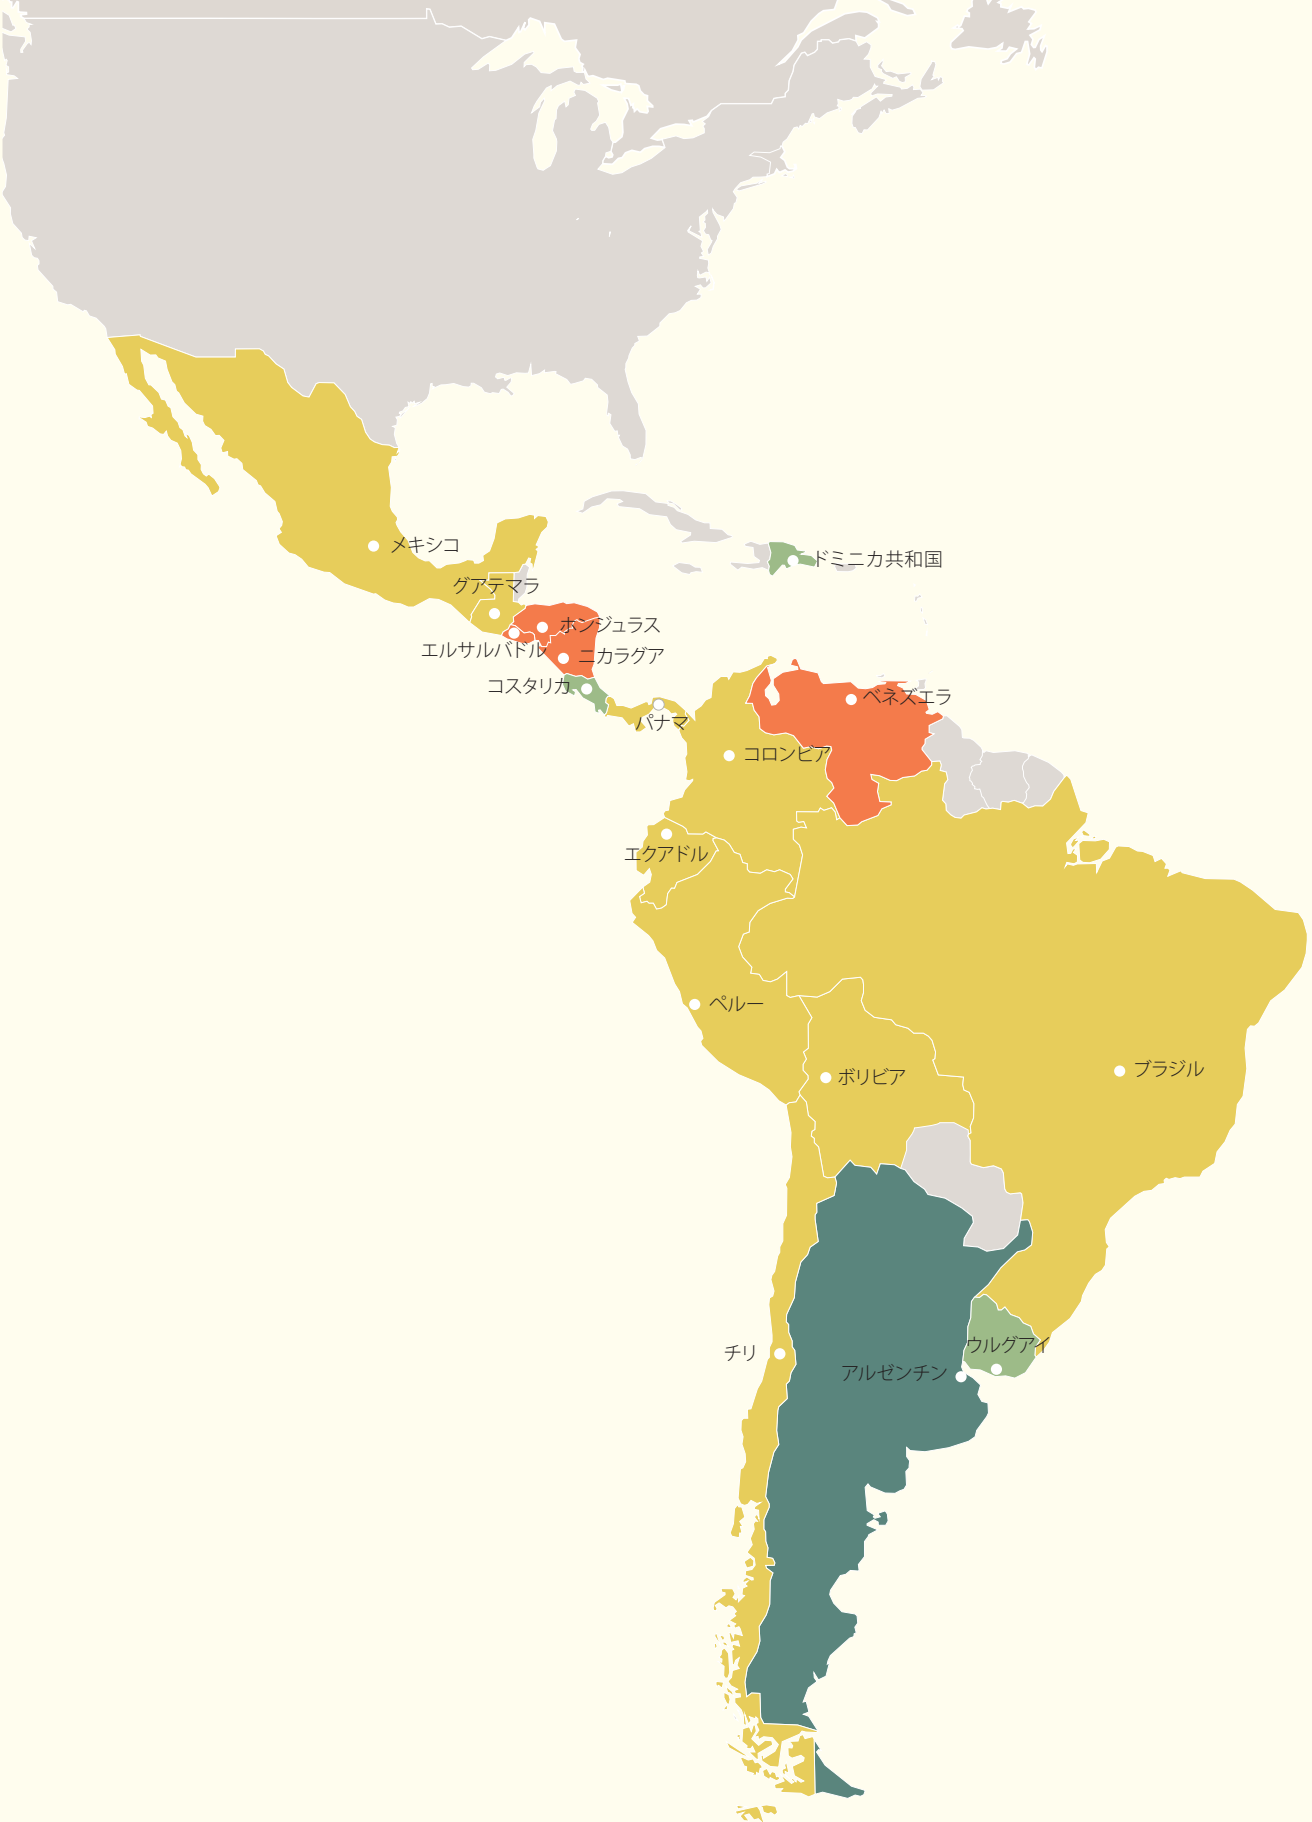 メキシコ
ドミニカ共和国
グアテマラ
ホンジュラス
エルサルバドル
ニカラグア
コスタリカ
ベネズエラ
パナマ
コロンビア
エクアドル
ペルー
ブラジル
ボリビア
ウルグアイ
チリ
アルゼンチン